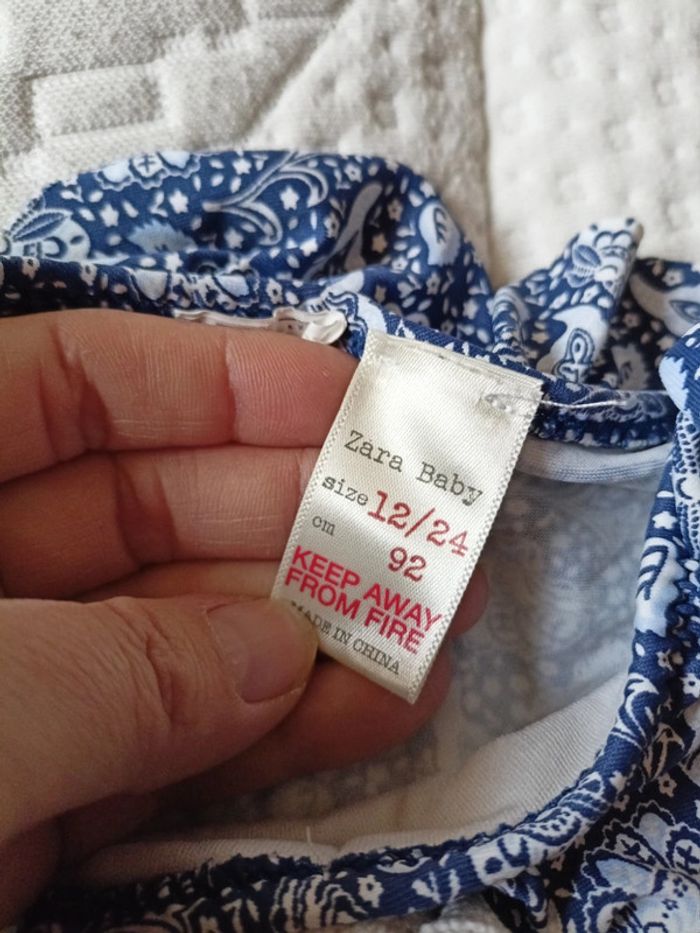 Zara Baby
size 12/24
cm 92
KEEP AWAY
FROM FIRE
MADE IN CHINA